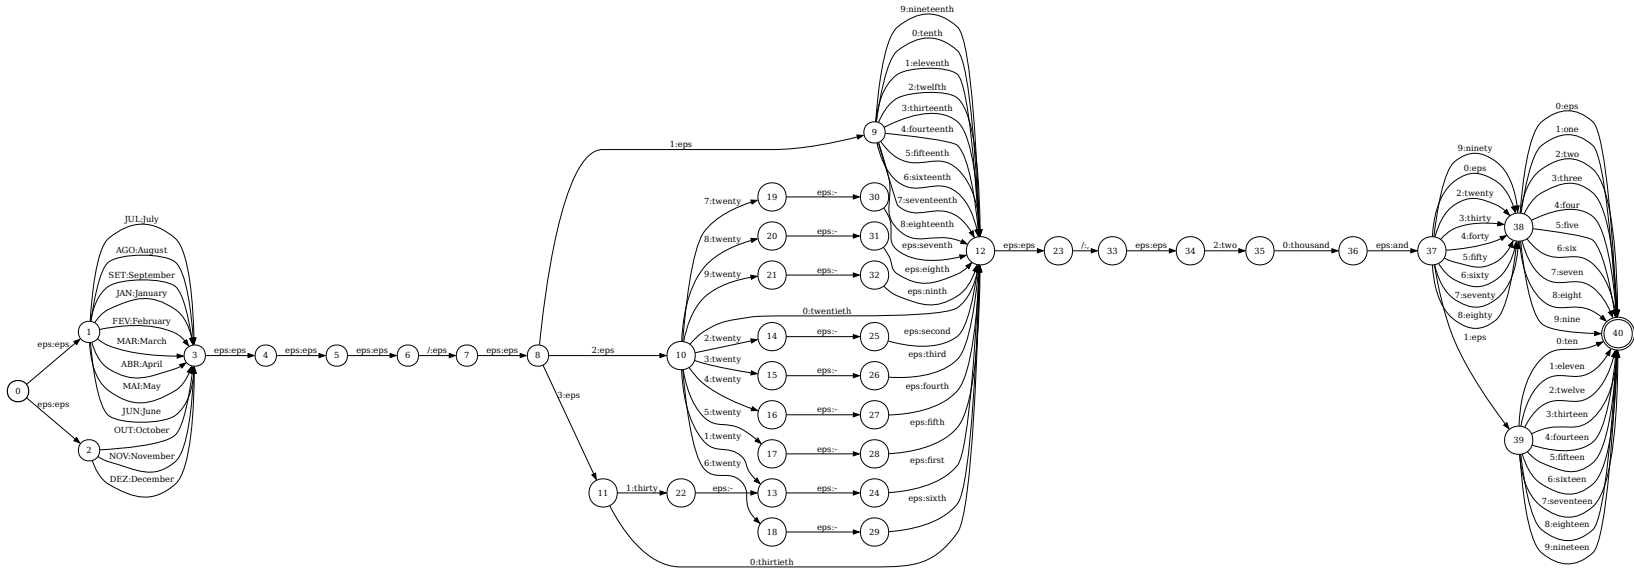 0
eps:eps
eps:eps
1
2
JUL:July
AGO:August
SET:September
JAN:January
FEV:February
MAR:March
ABR:April
MAI:May
JUN:June
OUT:October
NOV:November
DEZ:December
3
eps:eps
4
eps:eps
5
eps:eps
6
/:eps
7
eps:eps
8
1:eps
2:eps
3:eps
9
10
11
9:nineteenth
0:tenth
1:eleventh
2:twelfth
3:thirteenth
4:fourteenth
5:fifteenth
6:sixteenth
7:seventeenth
8:eighteenth
7:twenty
8:twenty
9:twenty
0:twentieth
2:twenty
3:twenty
4:twenty
5:twenty
1:twenty
6:twenty
1:thirty
22
eps:-
0:thirtieth
19
eps:-
30
eps:seventh
20
eps:-
31
eps:eighth
21
eps:-
32
eps:ninth
14
eps:-
25
eps:second
15
eps:-
26
eps:third
16
eps:-
27
eps:fourth
17
eps:-
28
eps:fifth
13
eps:-
24
eps:first
18
eps:-
29
eps:sixth
12
eps:eps
23
/:,
33
eps:eps
34
2:two
35
0:thousand
36
eps:and
37
9:ninety
0:eps
2:twenty
3:thirty
4:forty
5:fifty
6:sixty
7:seventy
8:eighty
1:eps
38
39
0:eps
1:one
2:two
3:three
4:four
5:five
6:six
7:seven
8:eight
9:nine
0:ten
1:eleven
2:twelve
3:thirteen
4:fourteen
5:fifteen
6:sixteen
7:seventeen
8:eighteen
9:nineteen
40